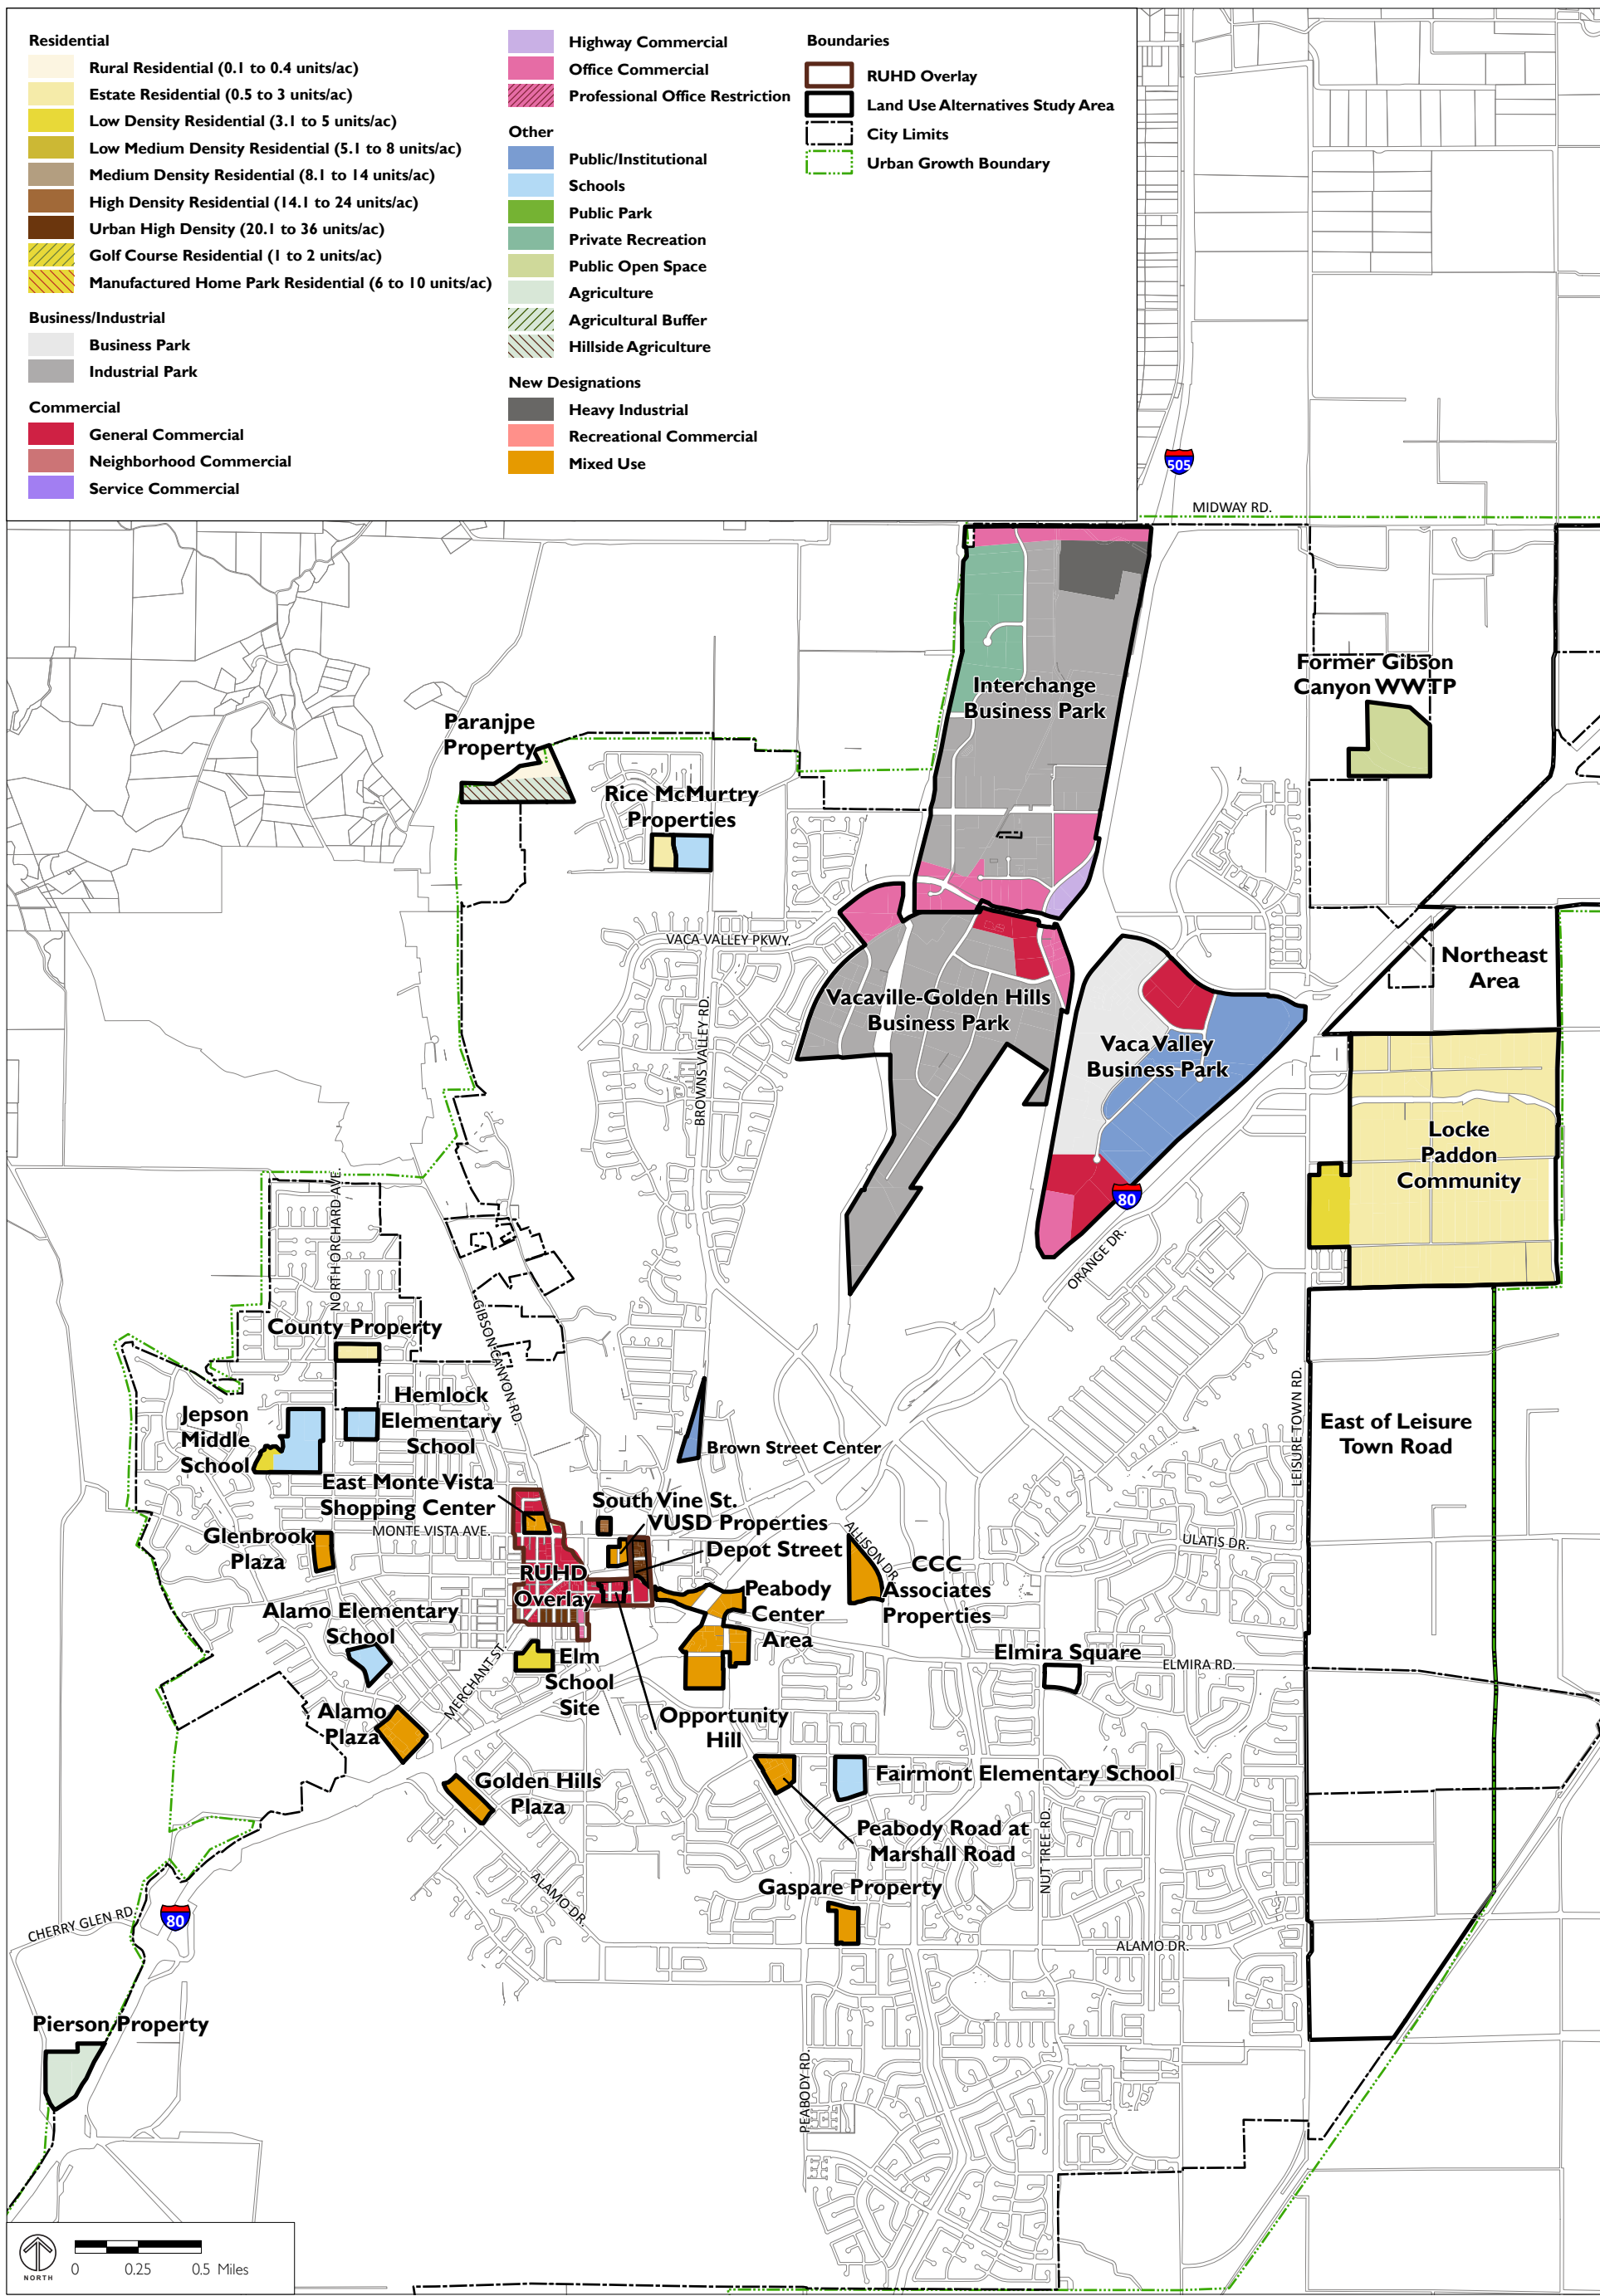 Residential
Rural Residential (0.1 to 0.4 units/ac)
Estate Residential (0.5 to 3 units/ac)
Low Density Residential (3.1 to 5 units/ac)
Low Medium Density Residential (5.1 to 8 units/ac)
Medium Density Residential (8.1 to 14 units/ac)
High Density Residential (14.1 to 24 units/ac)
Urban High Density (20.1 to 36 units/ac)
Golf Course Residential (1 to 2 units/ac)
Manufactured Home Park Residential (6 to 10 units/ac)
Business/Industrial
Business Park
Industrial Park
Commercial
General Commercial
Neighborhood Commercial
Service Commercial
Highway Commercial
Office Commercial
Professional Office Restriction
Other
Public/Institutional
Schools
Public Park
Private Recreation
Public Open Space
Agriculture
Agricultural Buffer
Hillside Agriculture
New Designations
Heavy Industrial
Recreational Commercial
Mixed Use
Boundaries
RUHD Overlay
Land Use Alternatives Study Area
City Limits
Urban Growth Boundary
505
MIDWAY RD.
Former Gibson
Canyon WWTP
Interchange
Business Park
Paranjpe
Property
Rice McMurtry
Properties
VACA VALLEY PKWY.
BROWNS VALLEY RD.
Northeast
Area
Vacaville-Golden Hills
Business Park
Vaca Valley
Business Park
Locke
Paddon
Community
80
ORANGE DR.
NORTH ORCHARD AVE.
GIBSON CANYON RD.
County Property
Hemlock
Elementary
School
Jepson
Middle
School
Brown Street Center
LEISURE TOWN RD.
East of Leisure
Town Road
East Monte Vista
Shopping Center
South Vine St.
VUSD Properties
MONTE VISTA AVE.
Glenbrook
Plaza
Depot Street
ALLISON DR.
ULATIS DR.
CCC
Associates
Properties
RUHD
Overlay
Peabody
Center
Area
Alamo Elementary
School
MERCHANT ST.
Elm
School
Site
Elmira Square
ELMIRA RD.
Alamo
Plaza
Opportunity
Hill
Golden Hills
Plaza
Fairmont Elementary School
Peabody Road at
Marshall Road
NUT TREE RD.
Gaspare Property
ALAMO DR.
CHERRY GLEN RD.
80
ALAMO DR.
Pierson Property
PEABODY RD.
NORTH
0 0.25 0.5 Miles